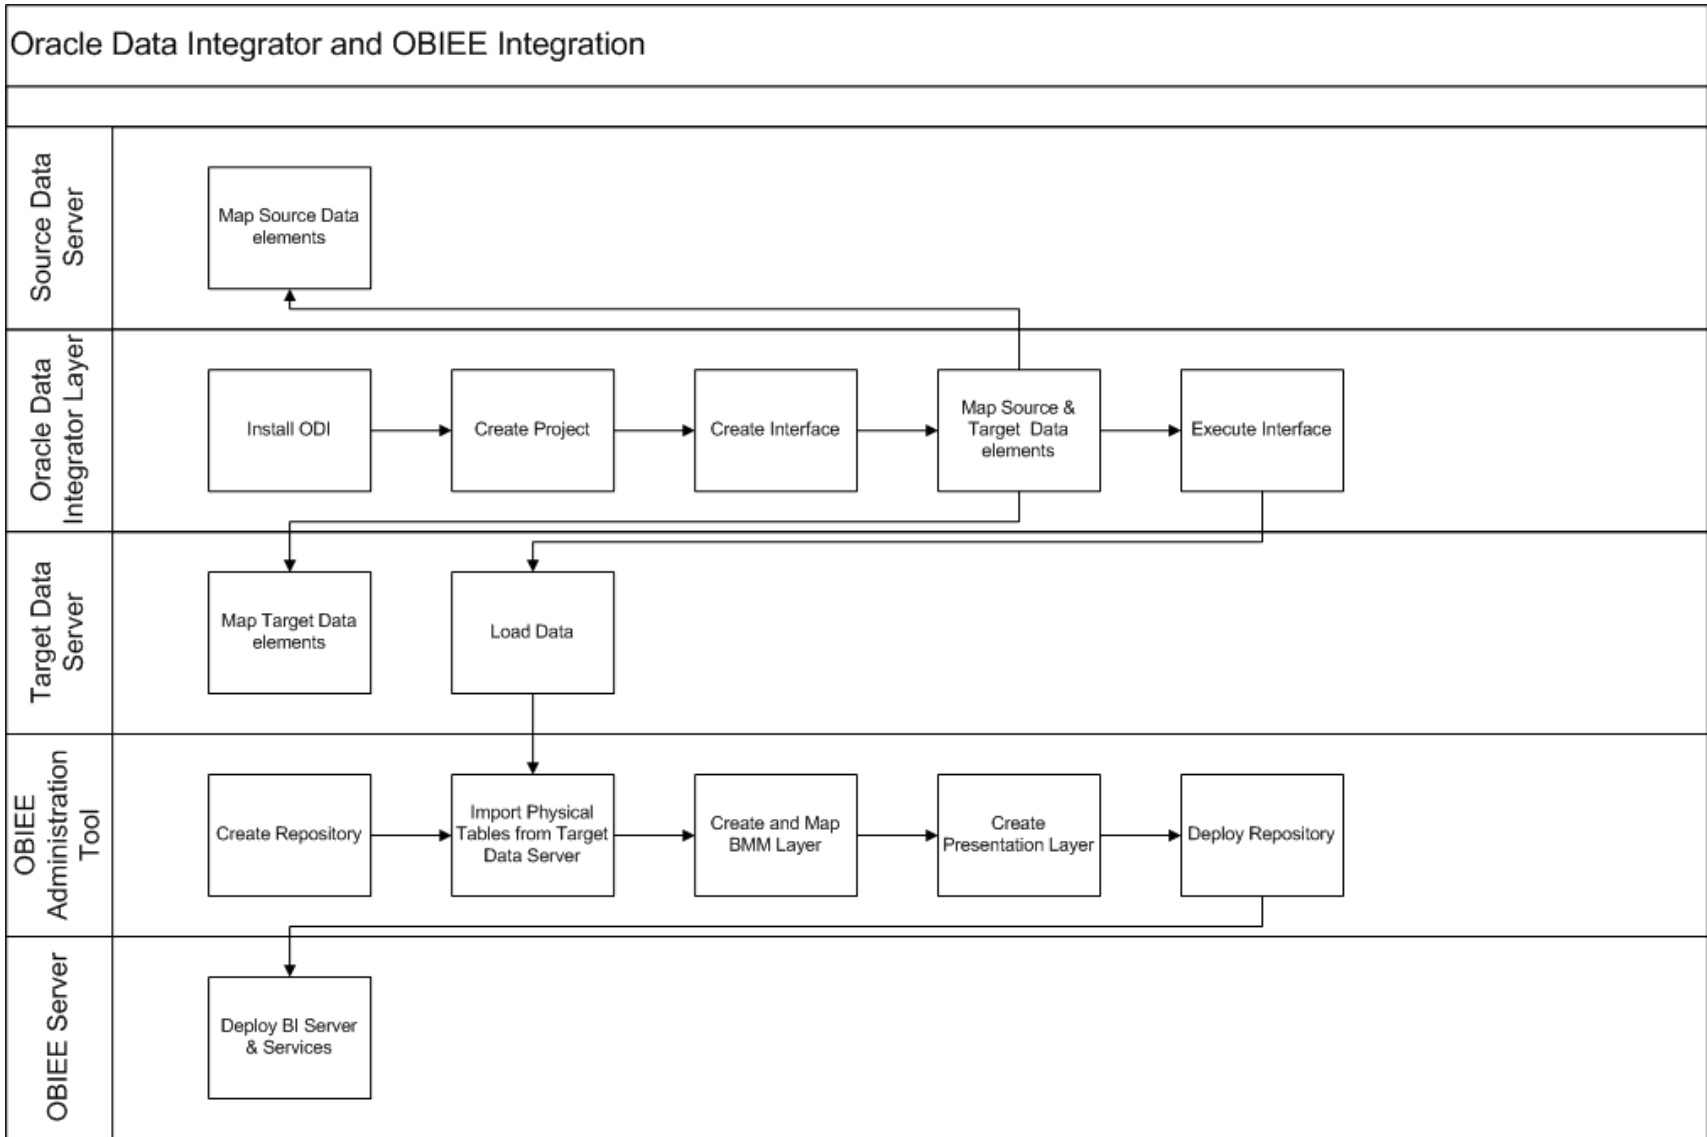 Oracle Data Integrator and OBIEE Integration
Source Data
Server
Map Source Data
elements
Oracle Data
Integrator Layer
Install ODI
Create Project
Create Interface
Map Source &
Target Data
elements
Execute Interface
Target Data
Server
Map Target Data
elements
Load Data
OBIEE
Administration
Tool
Create Repository
Import Physical
Tables from Target
Data Server
Create and Map
BMM Layer
Create
Presentation Layer
Deploy Repository
OBIEE Server
Deploy BI Server
& Services